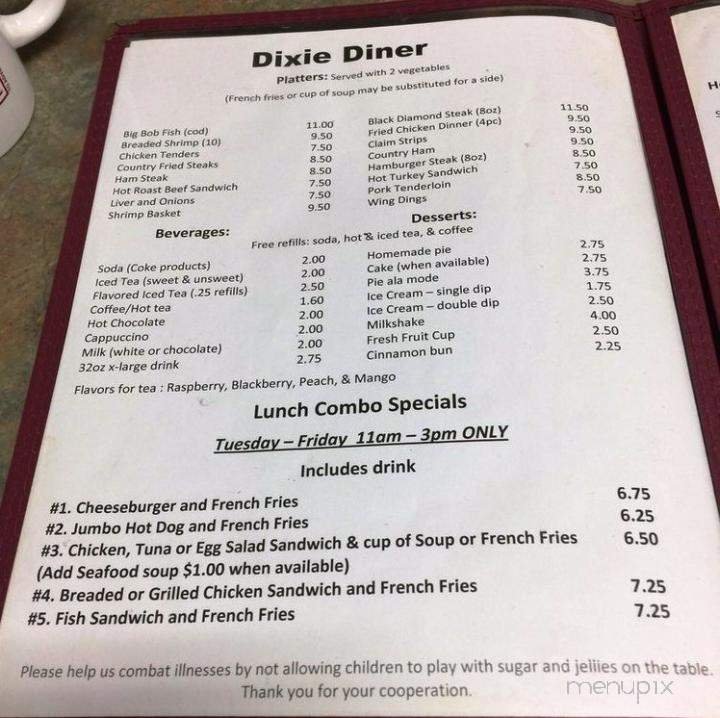 Dixie Diner
Platters: Served with 2 vegetables
(French fries or cup of soup may be substituted for a side)
Big Bob Fish (cod) 11.00
Breaded Shrimp (10) 9.50
Chicken Tenders 7.50
Country Fried Steaks 8.50
Ham Steak 8.50
Hot Roast Beef Sandwich 7.50
Liver and Onions 7.50
Shrimp Basket 9.50
Black Diamond Steak (8oz) 11.50
Fried Chicken Dinner (4pc) 9.50
Claim Strips 9.50
Country Ham 9.50
Hamburger Steak (8oz) 8.50
Hot Turkey Sandwich 7.50
Pork Tenderloin 8.50
Wing Dings 7.50
Beverages:
Desserts:
Free refills: soda, hot & iced tea, & coffee
Soda (Coke products) 2.00
Iced Tea (sweet & unsweet) 2.00
Flavored Iced Tea (.25 refills) 2.50
Coffee/Hot tea 1.60
Hot Chocolate 2.00
Cappuccino 2.00
Milk (white or chocolate) 2.00
32oz x-large drink 2.75
Homemade pie 2.75
Cake (when available) 2.75
Pie ala mode 3.75
Ice Cream – single dip 1.75
Ice Cream – double dip 2.50
Milkshake 4.00
Fresh Fruit Cup 2.50
Cinnamon bun 2.25
Flavors for tea : Raspberry, Blackberry, Peach, & Mango
Lunch Combo Specials
Tuesday – Friday 11am – 3pm ONLY
Includes drink
#1. Cheeseburger and French Fries 6.75
#2. Jumbo Hot Dog and French Fries 6.25
#3. Chicken, Tuna or Egg Salad Sandwich & cup of Soup or French Fries 6.50
(Add Seafood soup $1.00 when available)
#4. Breaded or Grilled Chicken Sandwich and French Fries 7.25
#5. Fish Sandwich and French Fries 7.25
Please help us combat illnesses by not allowing children to play with sugar and jellies on the table.
Thank you for your cooperation.
menupix